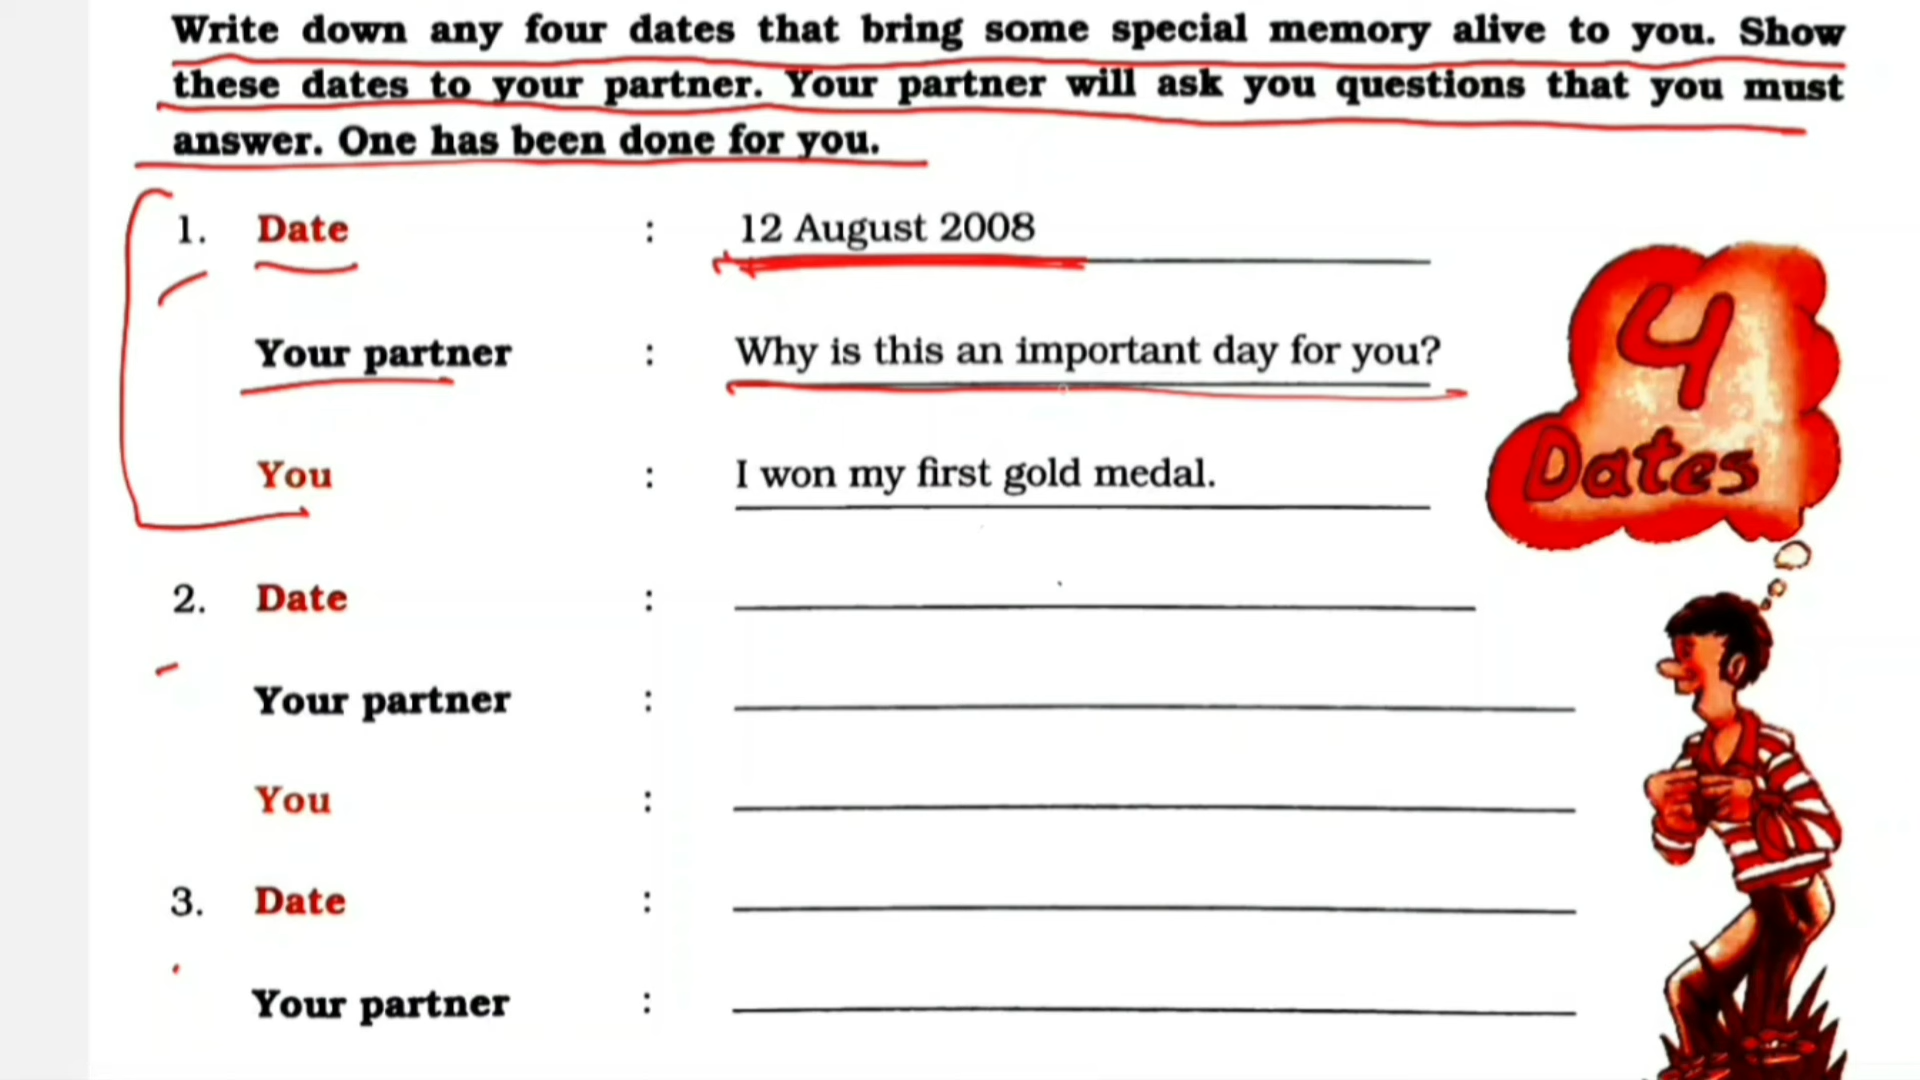 Write down any four dates that bring some special memory alive to you. Show
these dates to your partner. Your partner will ask you questions that you must
answer. One has been done for you.
1. Date : 12 August 2008
Your partner : Why is this an important day for you?
You : I won my first gold medal.
4
Dates
2. Date :
Your partner :
You :
3. Date :
Your partner :